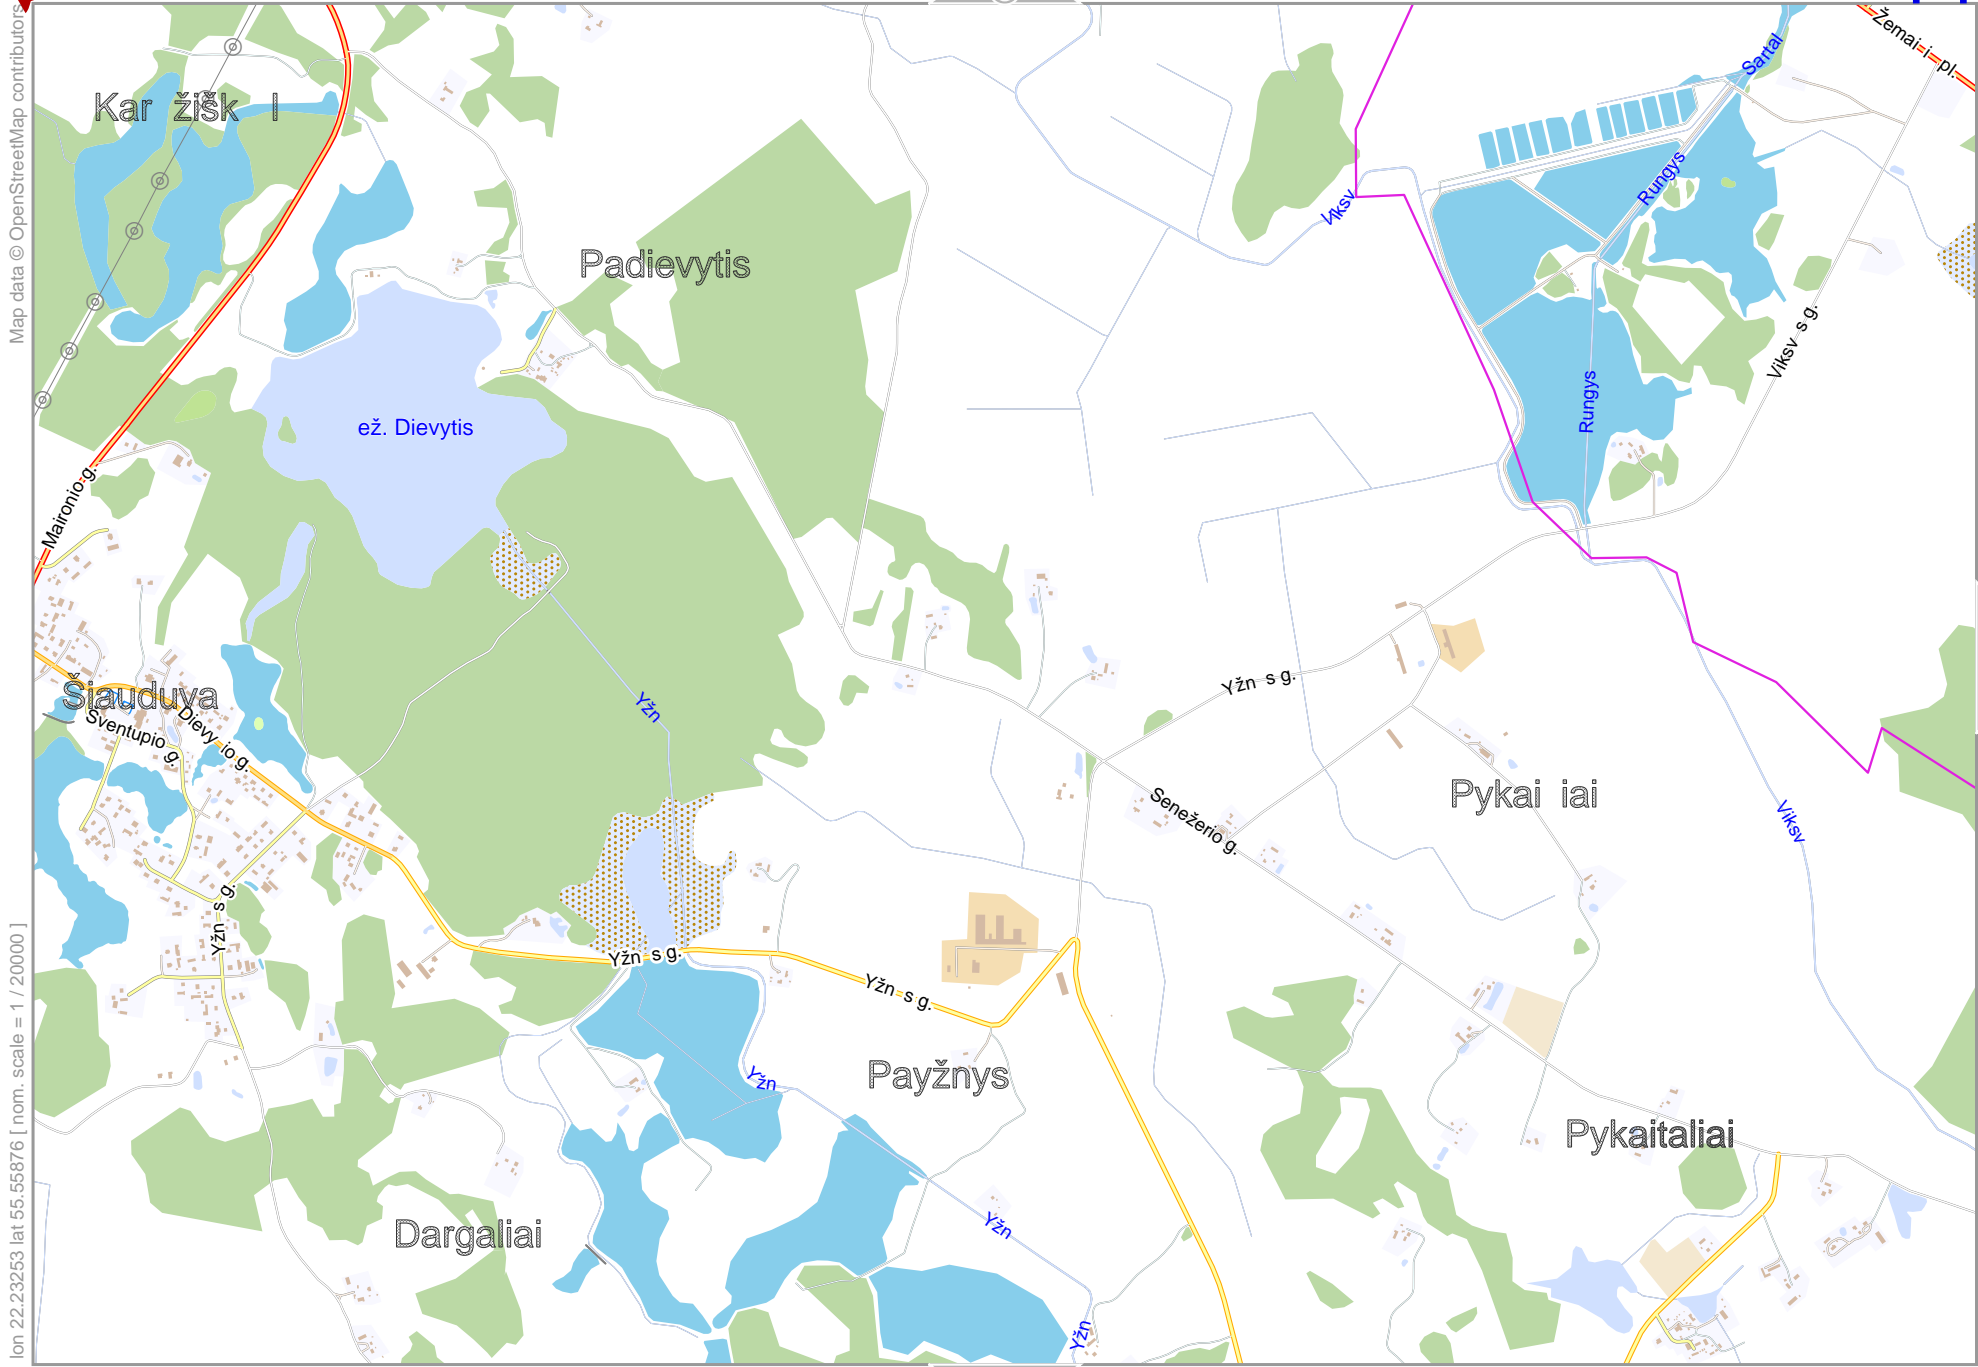 Map data © OpenStreetMap contributors
lon 22.23253 lat 55.55876 [ nom. scale = 1 / 20000 ]
Žemai i pl.
Sartal
Kar žišk l
Rungys
Viksv
Padievytis
Viksv s g.
Rungys
ež. Dievytis
Maironio g.
Yžn s g.
Šiauduva
Yžn
Sventupio g.
Dievy io g.
Pykai iai
Senežerio g.
Viksv
Yžn s g.
Yžn s g.
Yžn s g.
Payžnys
Yžn
Pykaitaliai
Dargaliai
Yžn
Yžn